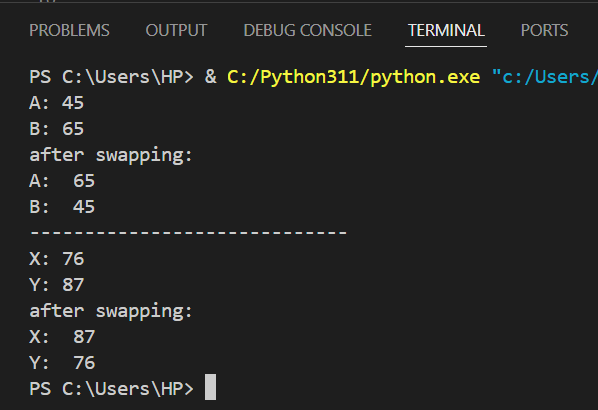 PROBLEMS OUTPUT DEBUG CONSOLE TERMINAL PORTS
PS C:\Users\HP> & C:/Python311/python.exe "c:/Users/
A: 45
B: 65
after swapping:
A:  65
B:  45
-----------------------------
X: 76
Y: 87
after swapping:
X:  87
Y:  76
PS C:\Users\HP>